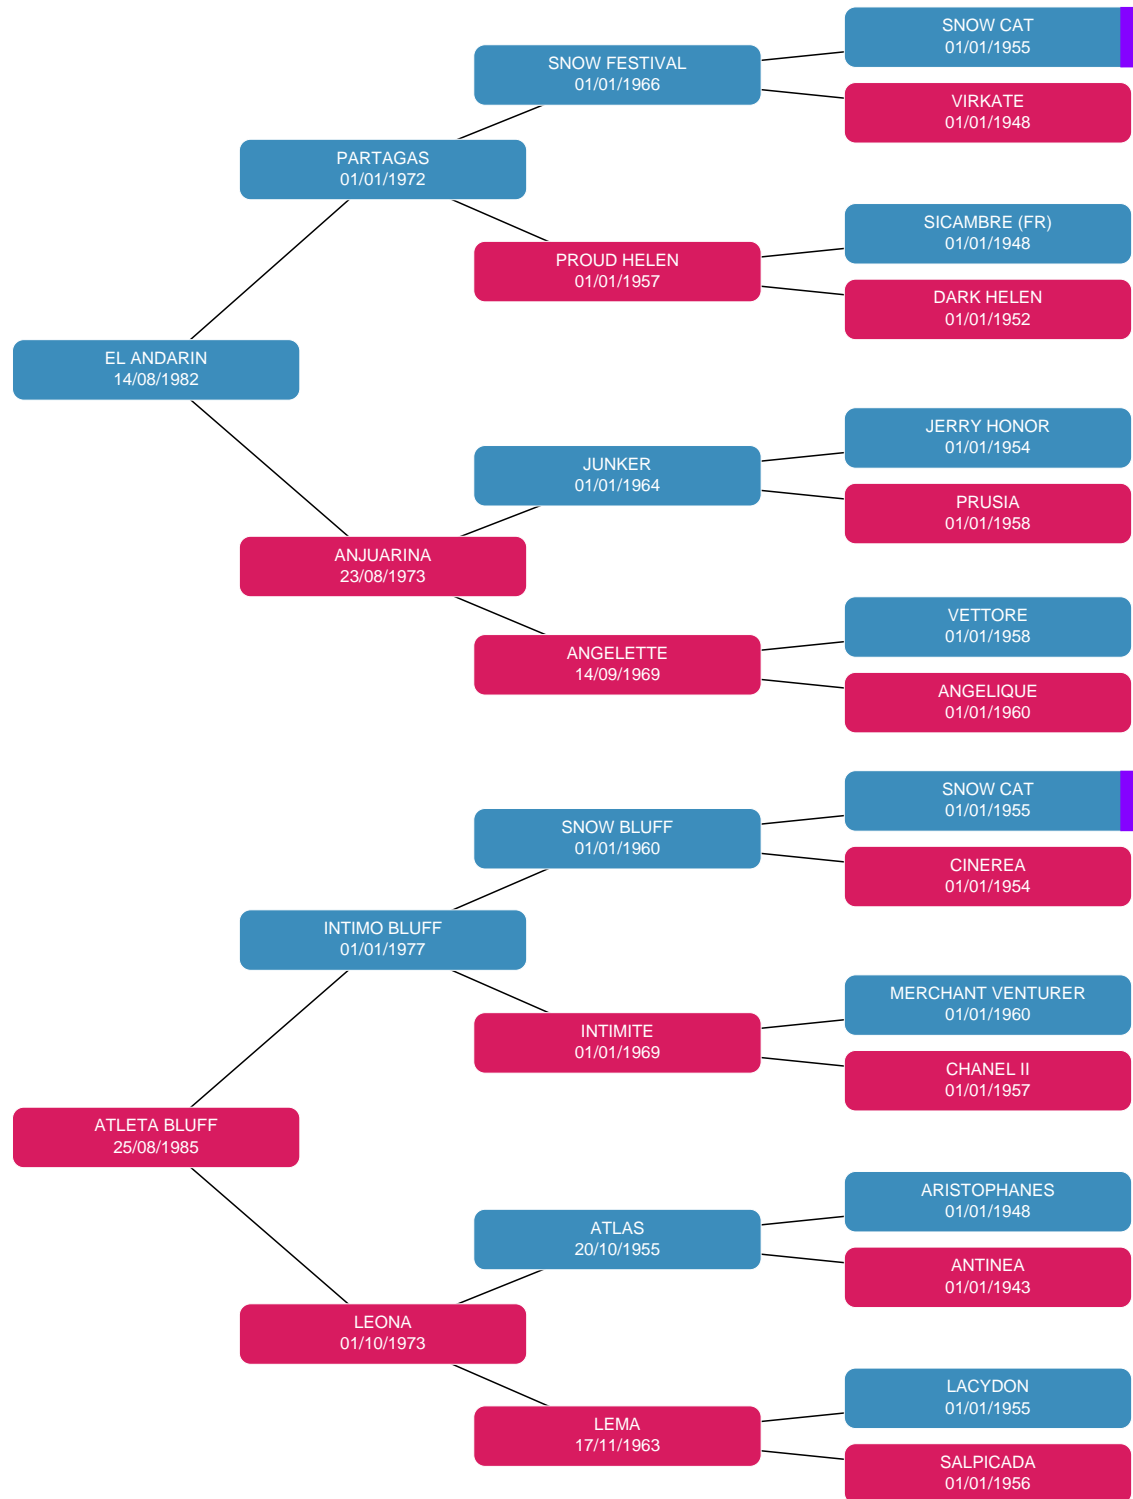 SNOW CAT
01/01/1955
SNOW FESTIVAL
01/01/1966
VIRKATE
01/01/1948
PARTAGAS
01/01/1972
SICAMBRE (FR)
01/01/1948
PROUD HELEN
01/01/1957
DARK HELEN
01/01/1952
EL ANDARIN
14/08/1982
JERRY HONOR
01/01/1954
JUNKER
01/01/1964
PRUSIA
01/01/1958
ANJUARINA
23/08/1973
VETTORE
01/01/1958
ANGELETTE
14/09/1969
ANGELIQUE
01/01/1960
SNOW CAT
01/01/1955
SNOW BLUFF
01/01/1960
CINEREA
01/01/1954
INTIMO BLUFF
01/01/1977
MERCHANT VENTURER
01/01/1960
INTIMITE
01/01/1969
CHANEL II
01/01/1957
ATLETA BLUFF
25/08/1985
ARISTOPHANES
01/01/1948
ATLAS
20/10/1955
ANTINEA
01/01/1943
LEONA
01/10/1973
LACYDON
01/01/1955
LEMA
17/11/1963
SALPICADA
01/01/1956